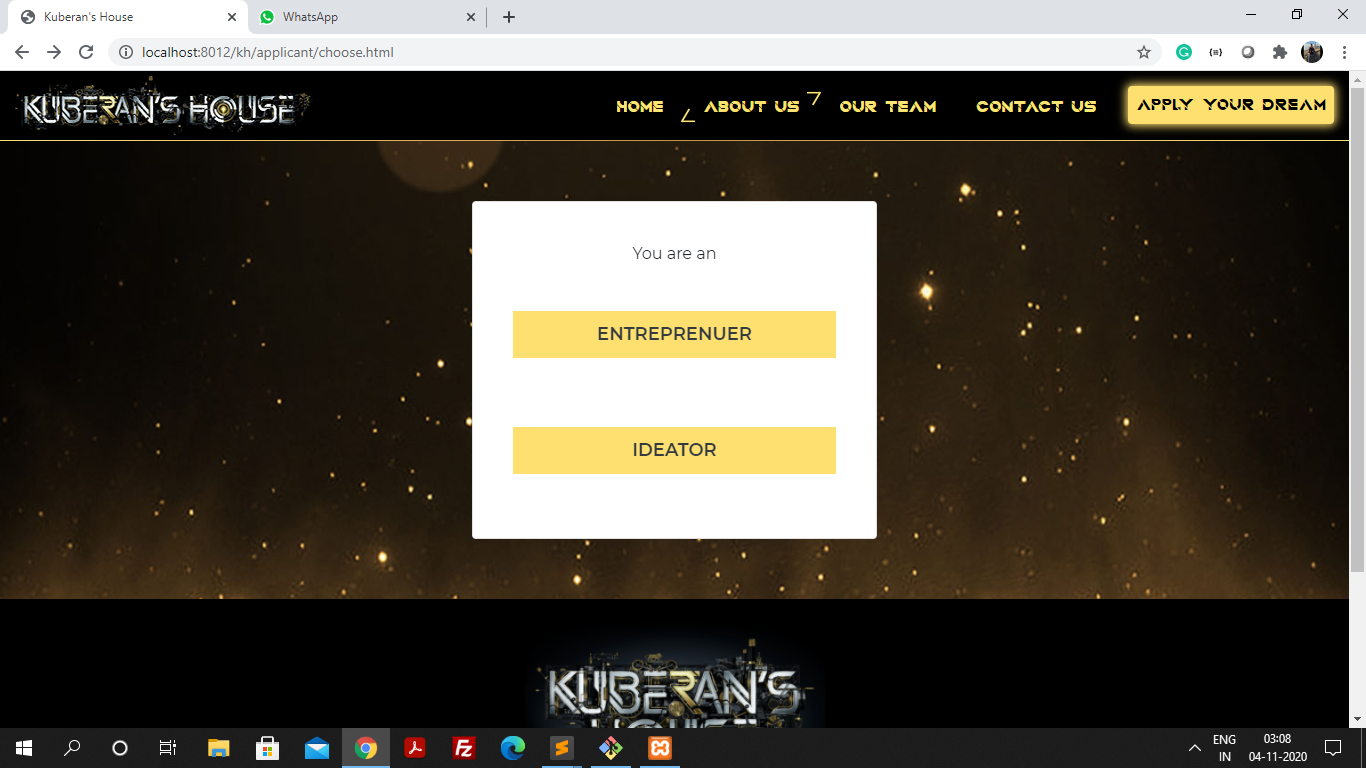 Kuberan's House
WhatsApp
localhost:8012/kh/applicant/choose.html
KUBERAN'S HOUSE
HOME
ABOUT US
OUR TEAM
CONTACT US
APPLY YOUR DREAM
You are an
ENTREPRENUER
IDEATOR
KUBERAN'S
HOUSE
ENG
IN
03:08
04-11-2020